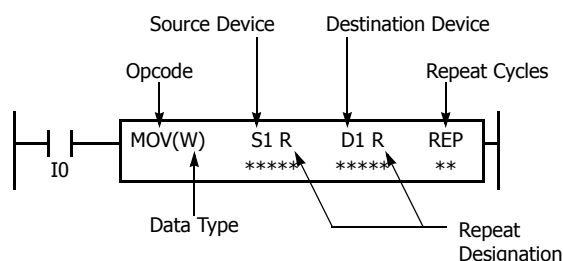 Source Device
Destination Device
Opcode
Repeat Cycles
MOV(W)
S1 R
D1 R
REP
*****
*****
**
I0
Data Type
Repeat
Designation